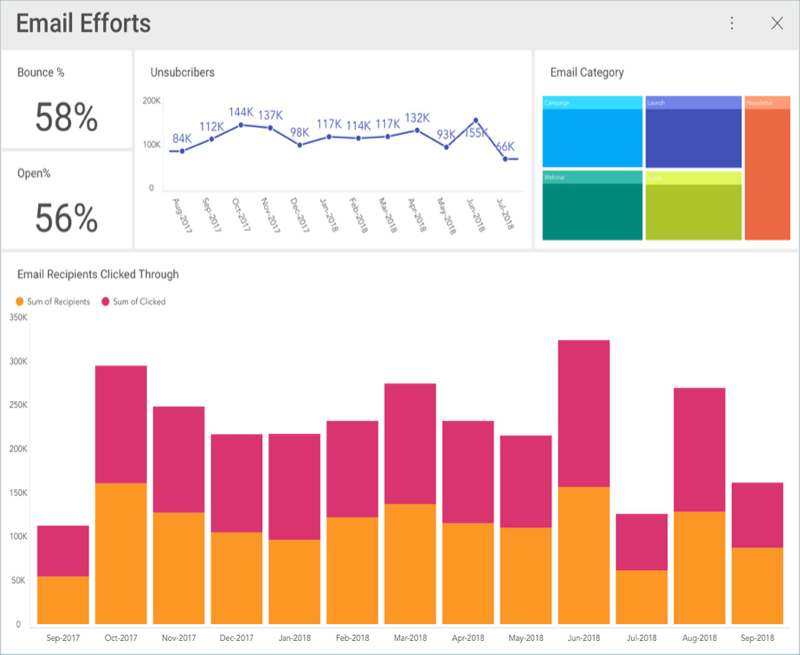 Email Efforts
Bounce %
58%
Open%
56%
Unsubcribers
200K
100K
0
84K
112K
144K
137K
98K
117K
114K
117K
132K
93K
155K
66K
Aug-2017
Sep-2017
Oct-2017
Nov-2017
Dec-2017
Jan-2018
Feb-2018
Mar-2018
Apr-2018
May-2018
Jun-2018
Jul-2018
Email Category
Campaign
Launch
Newsletter
Webinar
Email Recipients Clicked Through
Sum of Recipients
Sum of Clicked
350K
300K
250K
200K
150K
100K
50K
0
Sep-2017
Oct-2017
Nov-2017
Dec-2017
Jan-2018
Feb-2018
Mar-2018
Apr-2018
May-2018
Jun-2018
Jul-2018
Aug-2018
Sep-2018